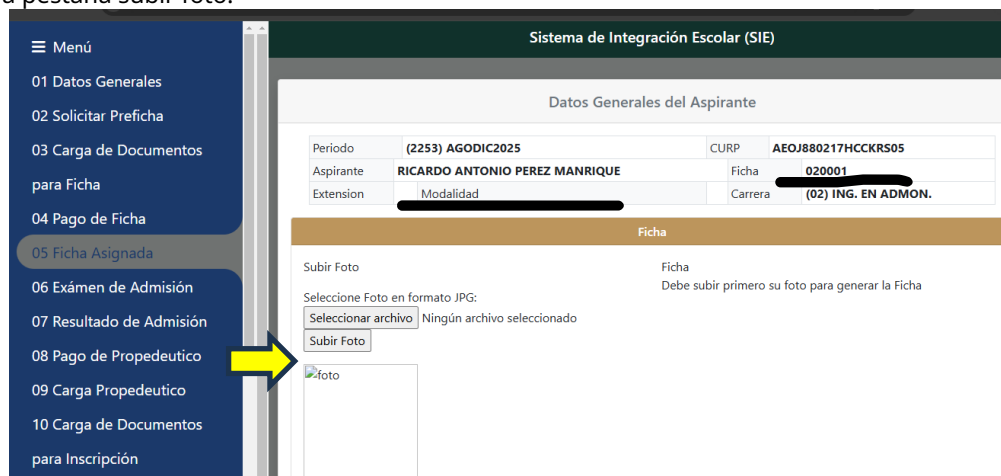 a pestaña subir foto.
☰ Menú
01 Datos Generales
02 Solicitar Preficha
03 Carga de Documentos
para Ficha
04 Pago de Ficha
05 Ficha Asignada
06 Exámen de Admisión
07 Resultado de Admisión
08 Pago de Propedeutico
09 Carga Propedeutico
10 Carga de Documentos
para Inscripción
Sistema de Integración Escolar (SIE)
Datos Generales del Aspirante
Periodo (2253) AGODIC2025 CURP AEOJ880217HCCKRS05
Aspirante RICARDO ANTONIO PEREZ MANRIQUE Ficha 020001
Extension Modalidad Carrera (02) ING. EN ADMON.
Ficha
Subir Foto
Seleccione Foto en formato JPG:
Seleccionar archivo Ningún archivo seleccionado
Subir Foto
foto
Ficha
Debe subir primero su foto para generar la Ficha